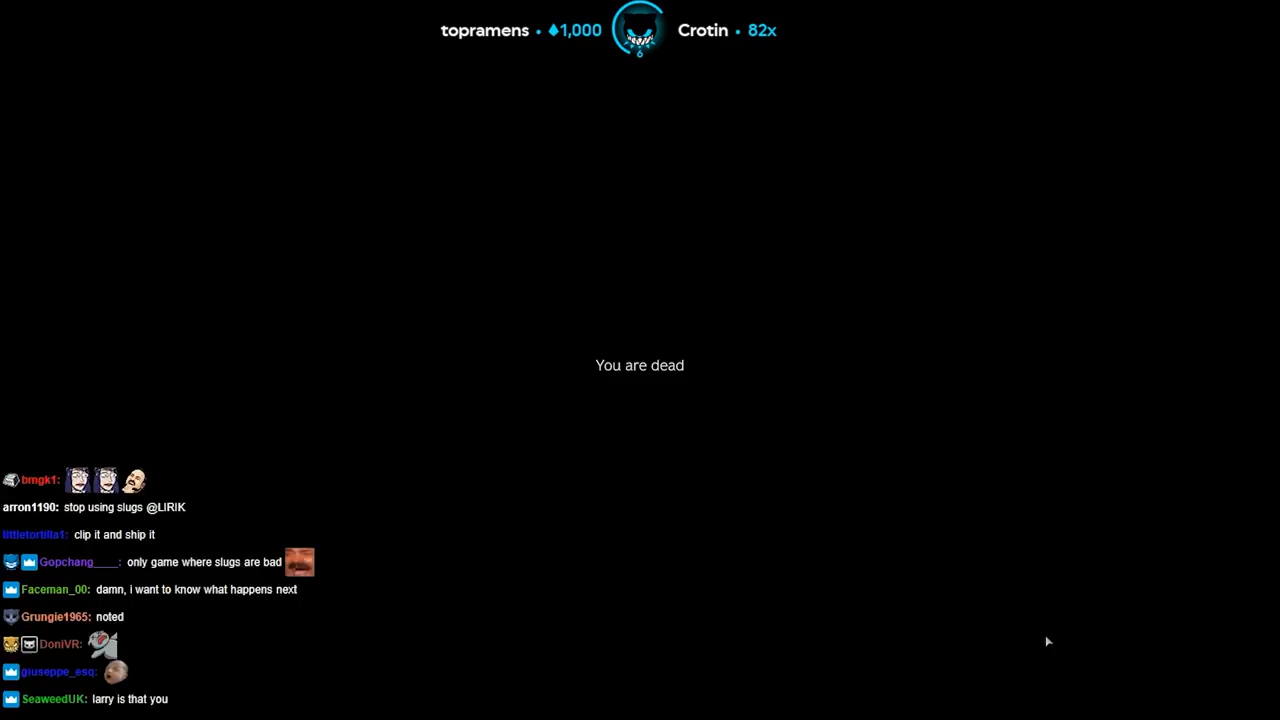 topramens • 1,000 Crotin • 82x
You are dead
bmgk1:
arron1190: stop using slugs @LIRIK
littletortilla1: clip it and ship it
Gopchang____: only game where slugs are bad
Faceman_00: damn, i want to know what happens next
Grungie1965: noted
DoniVR:
giuseppe_esq:
SeaweedUK: larry is that you